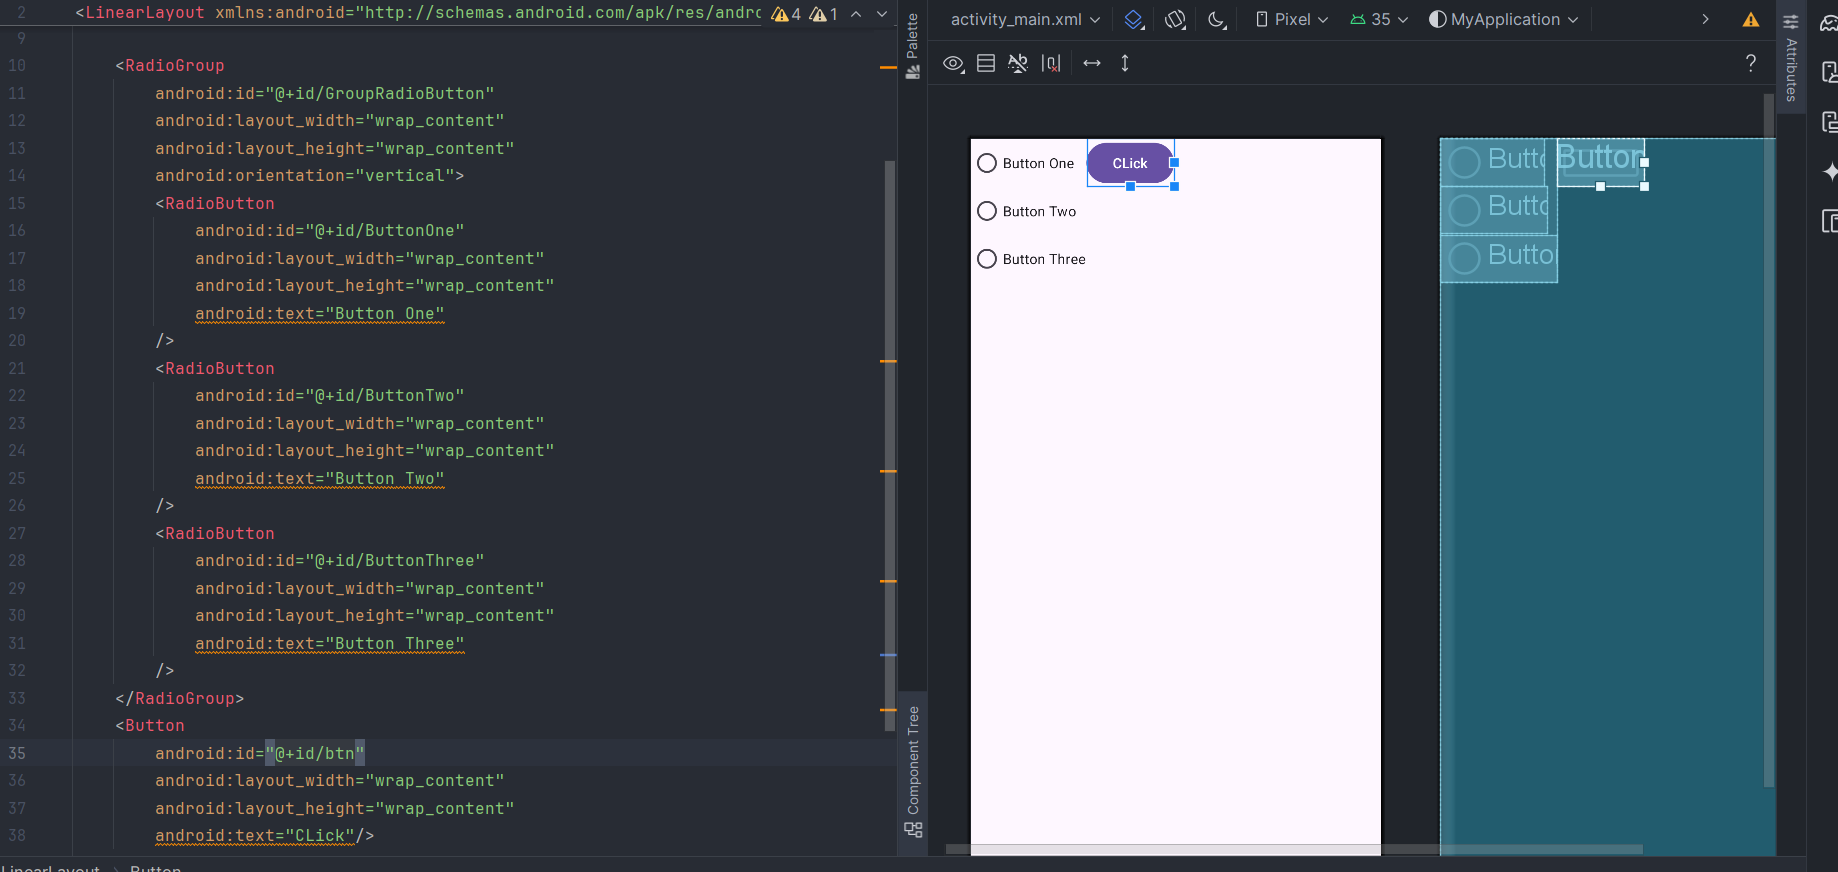 2 <LinearLayout xmlns:android="http://schemas.android.com/apk/res/andro 4 1
9
10 <RadioGroup
11 android:id="@+id/GroupRadioButton"
12 android:layout_width="wrap_content"
13 android:layout_height="wrap_content"
14 android:orientation="vertical">
15 <RadioButton
16 android:id="@+id/ButtonOne"
17 android:layout_width="wrap_content"
18 android:layout_height="wrap_content"
19 android:text="Button One"
20 />
21 <RadioButton
22 android:id="@+id/ButtonTwo"
23 android:layout_width="wrap_content"
24 android:layout_height="wrap_content"
25 android:text="Button Two"
26 />
27 <RadioButton
28 android:id="@+id/ButtonThree"
29 android:layout_width="wrap_content"
30 android:layout_height="wrap_content"
31 android:text="Button Three"
32 />
33 </RadioGroup>
34 <Button
35 android:id="@+id/btn"
36 android:layout_width="wrap_content"
37 android:layout_height="wrap_content"
38 android:text="CLick"/>
LinearLayout > Button
Palette
Component Tree
activity_main.xml Pixel 35 MyApplication
?
Button One CLick
Button Two
Button Three
Butto Button
Butto
Button
Attributes